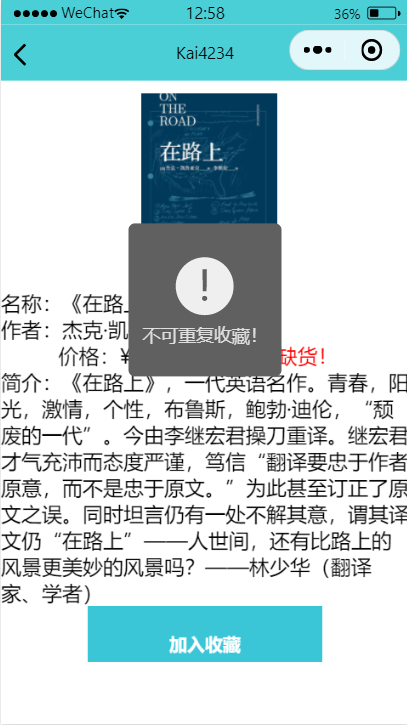 WeChat 12:58 36%
Kai4234
ON
THE
ROAD
在路上
不可重复收藏！
名称：《在路上
作者：杰克·凯
价格：¥ 缺货！
简介：《在路上》，一代英语名作。青春，阳
光，激情，个性，布鲁斯，鲍勃·迪伦，“颓
废的一代”。今由李继宏君操刀重译。继宏君
才气充沛而态度严谨，笃信“翻译要忠于作者
原意，而不是忠于原文。”为此甚至订正了原
文之误。同时坦言仍有一处不解其意，谓其译
文仍“在路上”——人世间，还有比路上的
风景更美妙的风景吗？——林少华（翻译
家、学者）
加入收藏